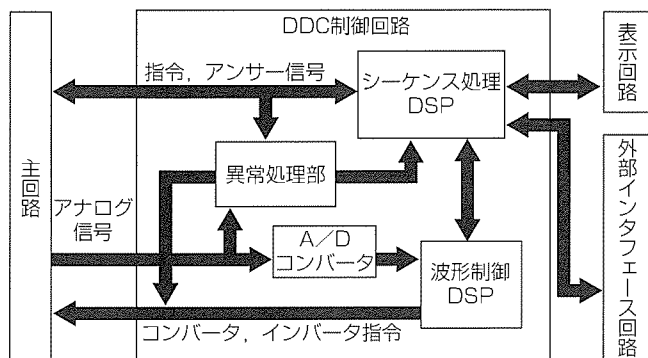 DDC制御回路
指令，アンサー信号
シーケンス処理
DSP
表示回路
主回路
異常処理部
外部インタフェース回路
アナログ
信号
A／D
コンバータ
波形制御
DSP
コンバータ，インバータ指令